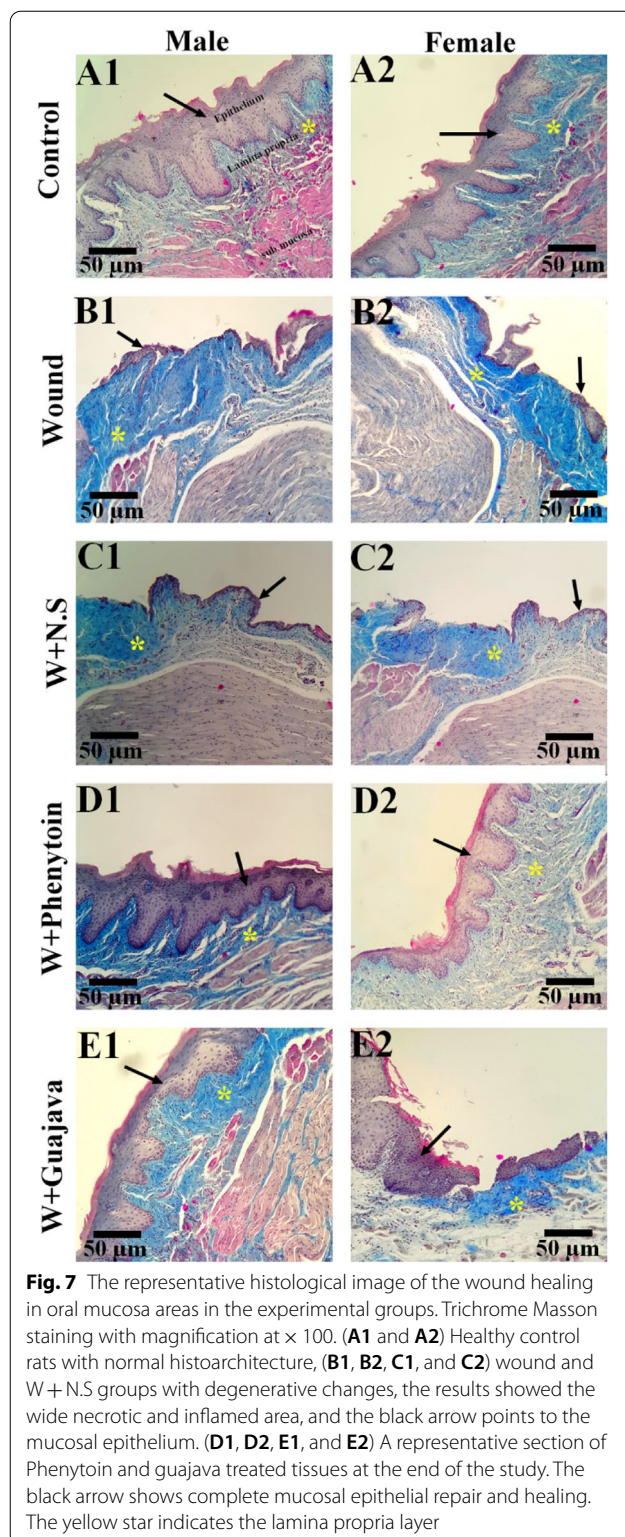 Male Female
Control
A1
Epithelium
*
Lamina propria
sub mucosa
50 µm
A2
*
50 µm
Wound
B1
*
50 µm
B2
*
50 µm
W+N.S
C1
*
50 µm
C2
*
50 µm
W+Phenytoin
D1
*
50 µm
D2
*
50 µm
W+Guajava
E1
*
50 µm
E2
*
50 µm
Fig. 7 The representative histological image of the wound healing
in oral mucosa areas in the experimental groups. Trichrome Masson
staining with magnification at × 100. (A1 and A2) Healthy control
rats with normal histoarchitecture, (B1, B2, C1, and C2) wound and
W + N.S groups with degenerative changes, the results showed the
wide necrotic and inflamed area, and the black arrow points to the
mucosal epithelium. (D1, D2, E1, and E2) A representative section of
Phenytoin and guajava treated tissues at the end of the study. The
black arrow shows complete mucosal epithelial repair and healing.
The yellow star indicates the lamina propria layer